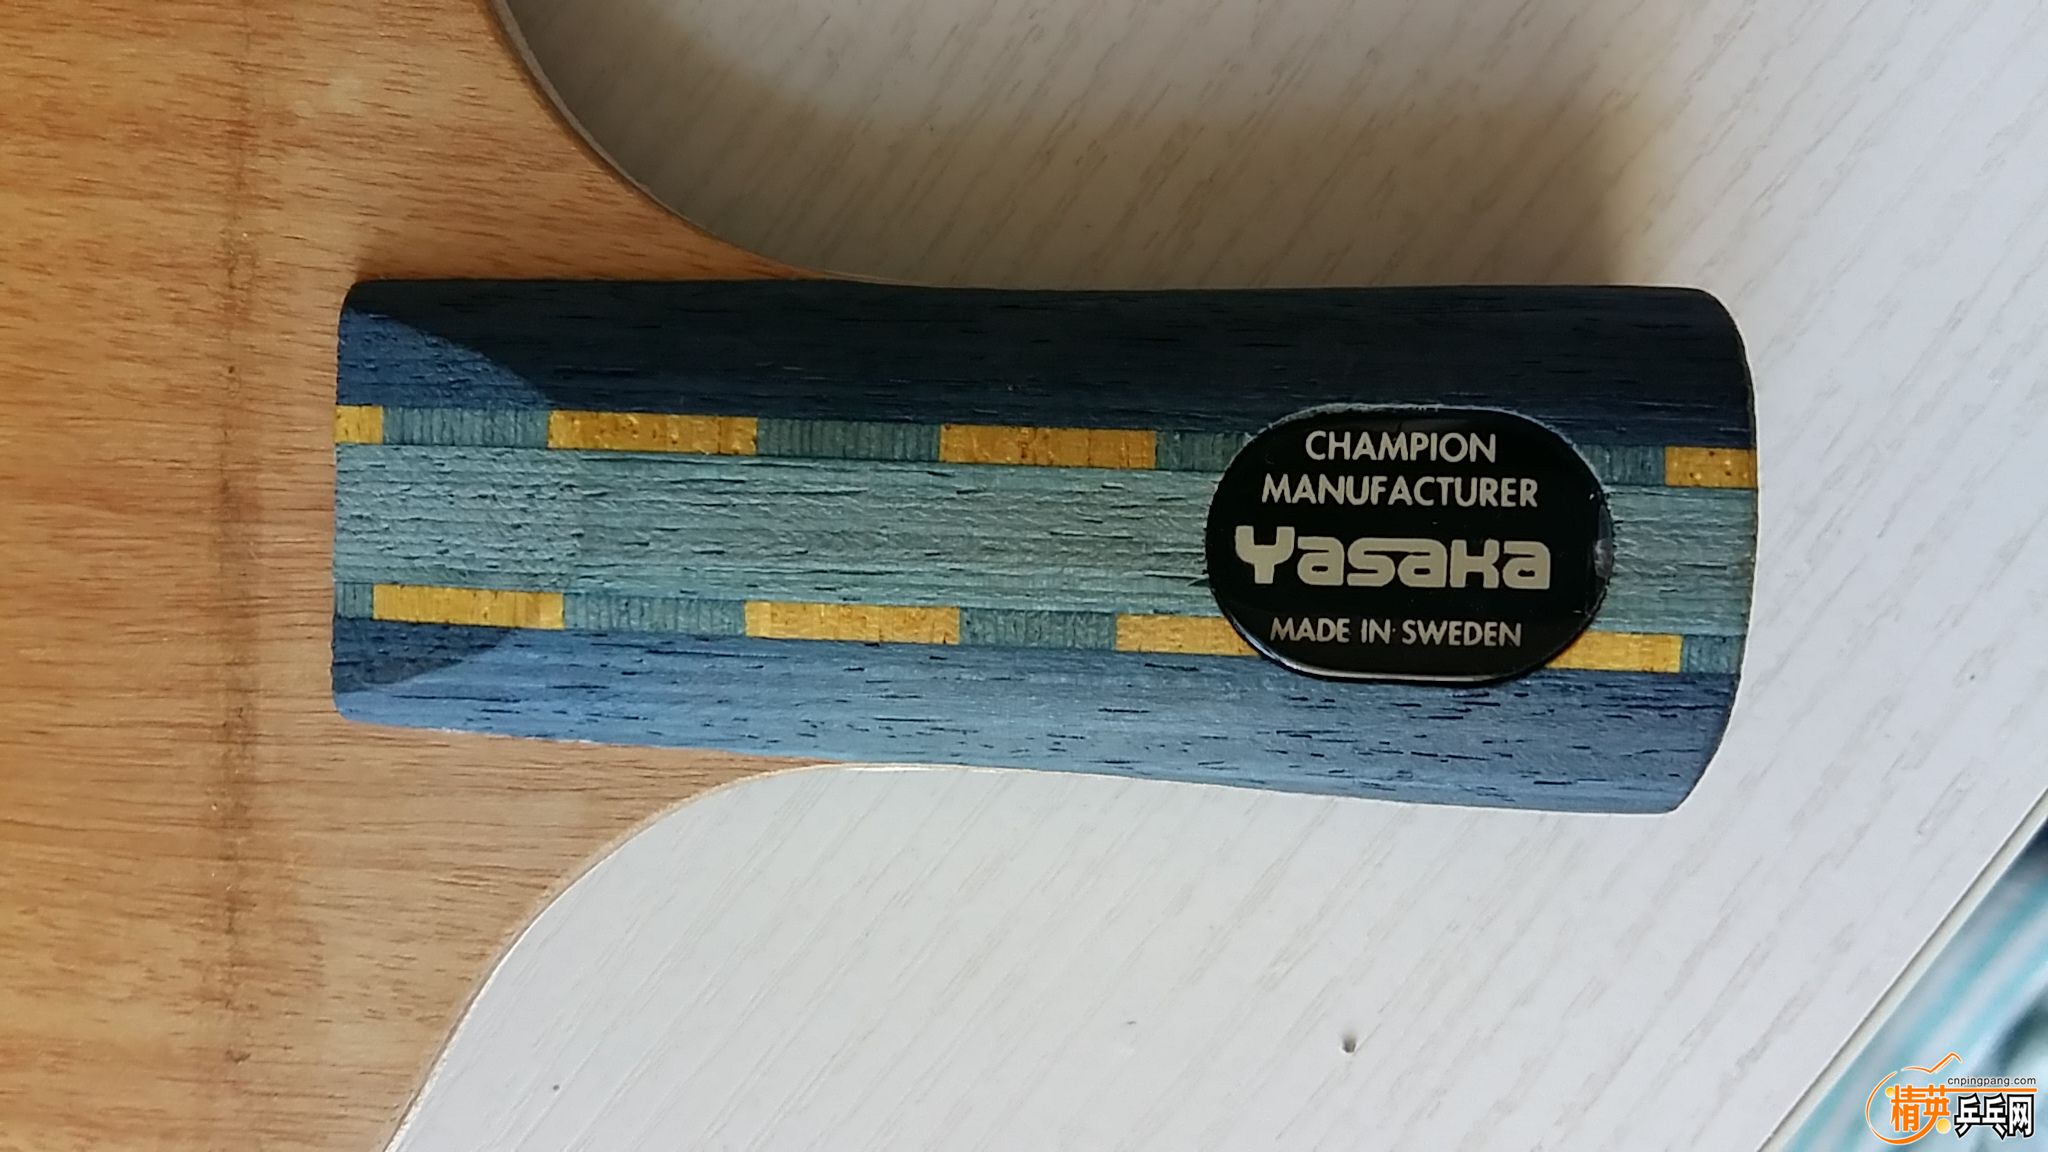 CHAMPION
MANUFACTURER
Yasaka
MADE IN SWEDEN
cnpingpang.com
精英乒乓网